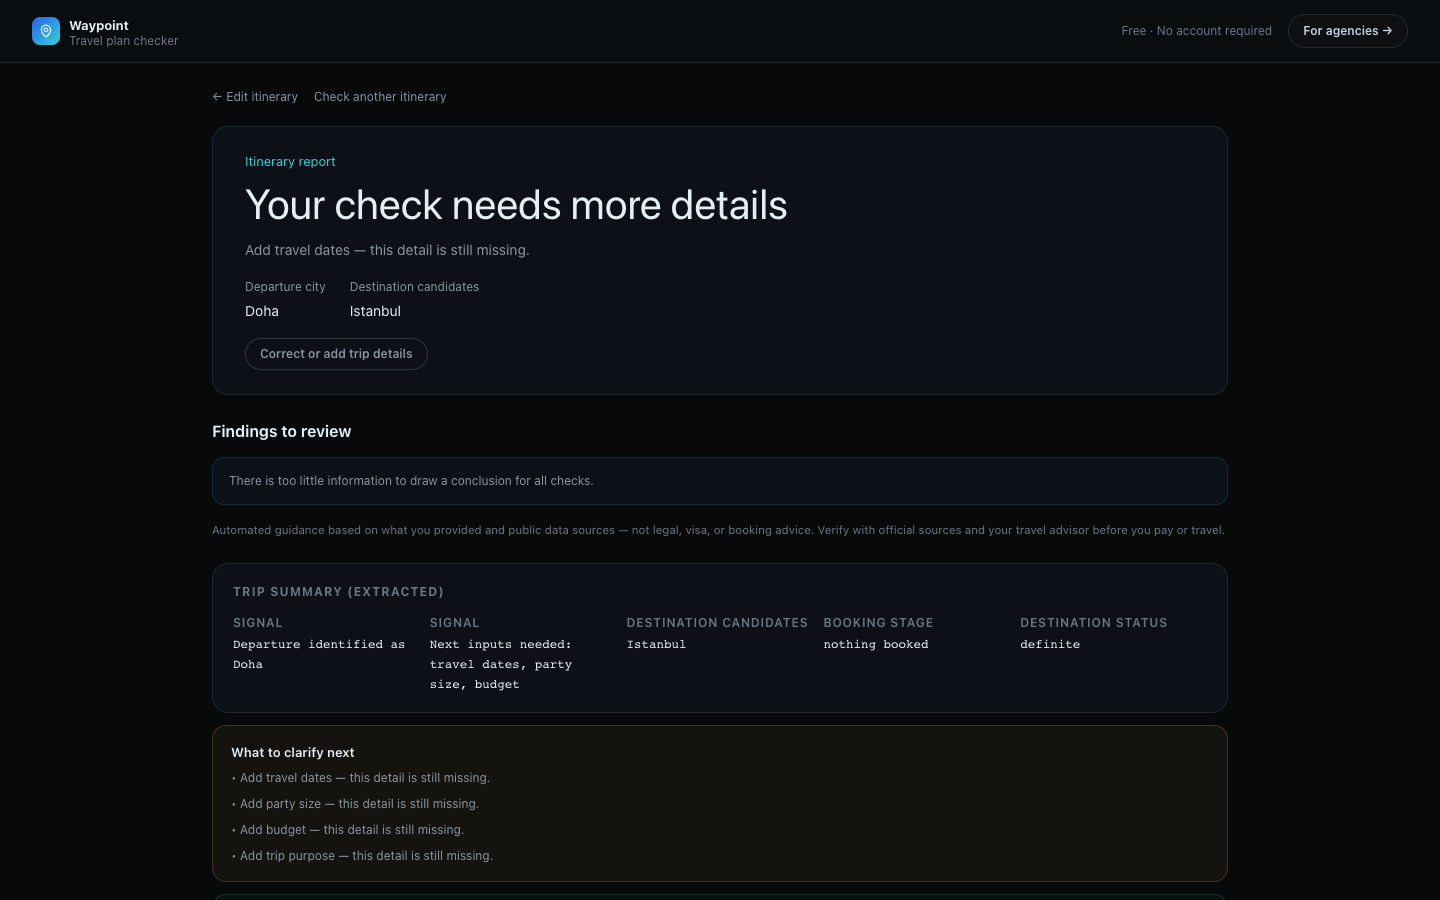 Waypoint
Travel plan checker
Free · No account required
For agencies →
← Edit itinerary
Check another itinerary
Itinerary report
Your check needs more details
Add travel dates — this detail is still missing.
Departure city
Destination candidates
Doha
Istanbul
Correct or add trip details
Findings to review
There is too little information to draw a conclusion for all checks.
Automated guidance based on what you provided and public data sources — not legal, visa, or booking advice. Verify with official sources and your travel advisor before you pay or travel.
TRIP SUMMARY (EXTRACTED)
SIGNAL
Departure identified as
Doha
SIGNAL
Next inputs needed:
travel dates, party
size, budget
DESTINATION CANDIDATES
Istanbul
BOOKING STAGE
nothing booked
DESTINATION STATUS
definite
What to clarify next
• Add travel dates — this detail is still missing.
• Add party size — this detail is still missing.
• Add budget — this detail is still missing.
• Add trip purpose — this detail is still missing.